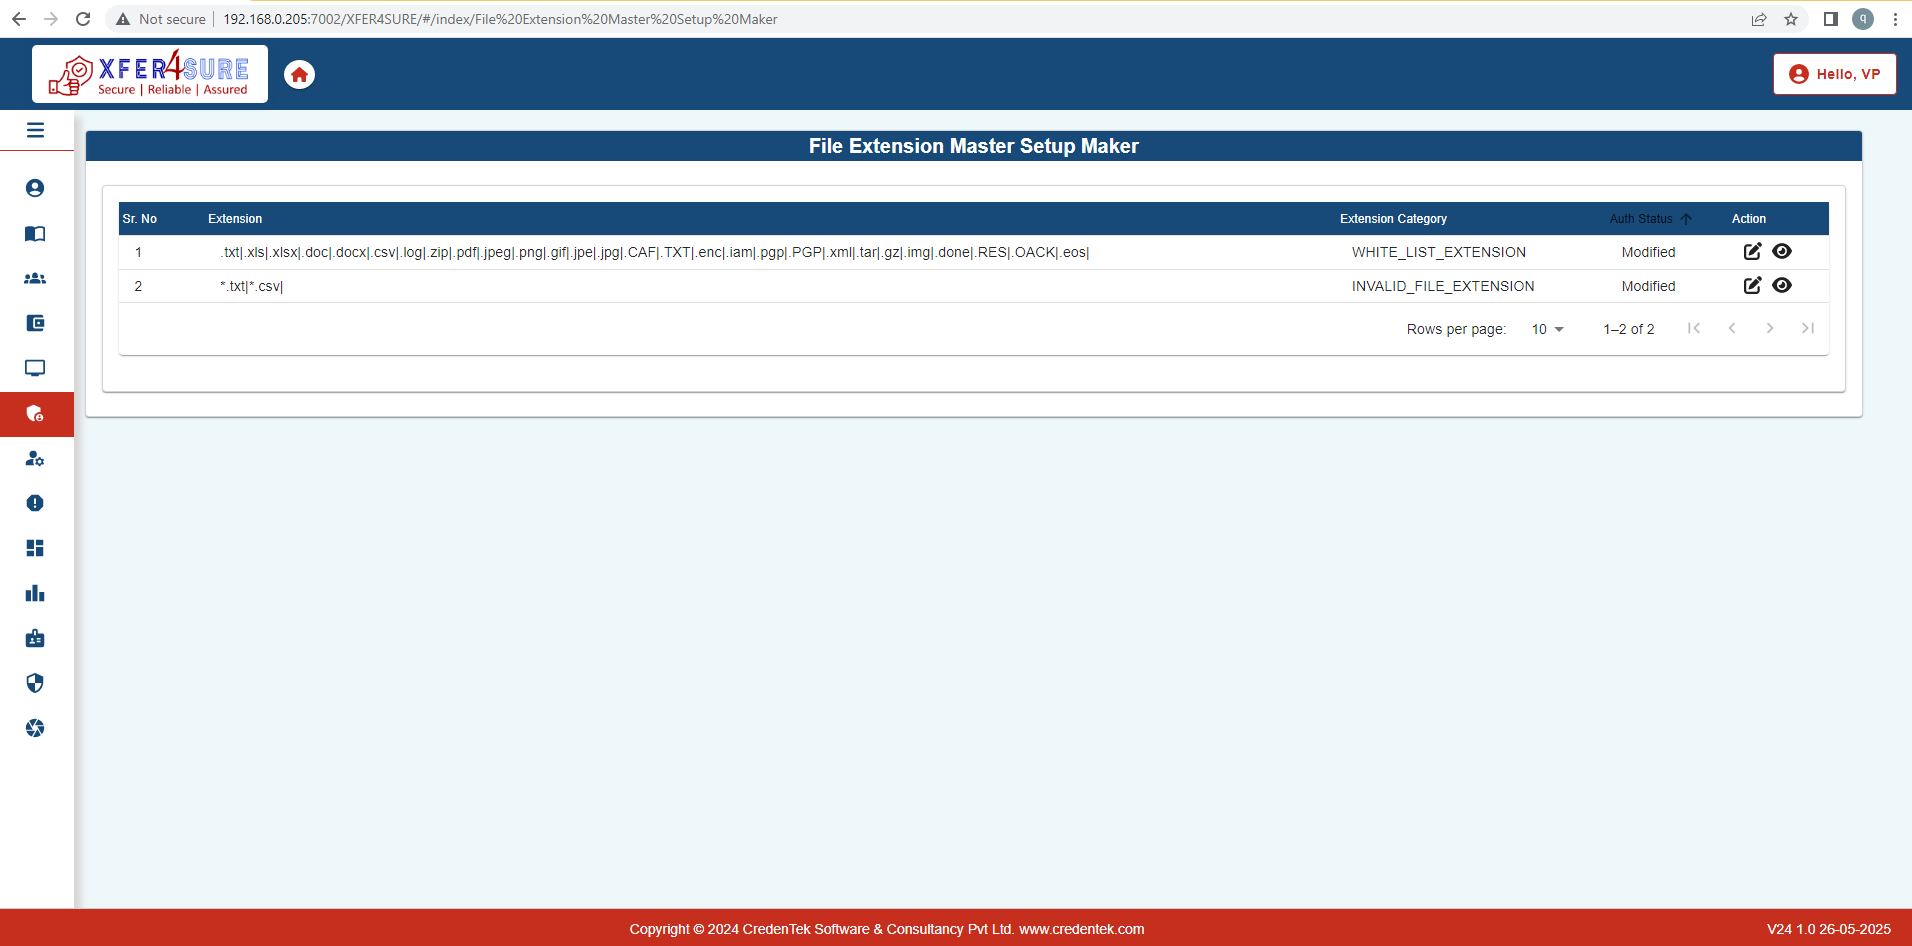 Not secure 192.168.0.205:7002/XFER4SURE/#/index/File%20Extension%20Master%20Setup%20Maker q
XFER4SURE
Secure | Reliable | Assured
Hello, VP
File Extension Master Setup Maker
Sr. No Extension Extension Category Auth Status Action
1 .txt|.xls|.xlsx|.doc|.docx|.csv|.log|.zip|.pdf|.jpeg|.png|.gif|.jpe|.jpg|.CAF|.TXT|.enc|.iam|.pgp|.PGP|.xml|.tar|.gz|.img|.done|.RES|.OACK|.eos| WHITE_LIST_EXTENSION Modified
2 *.txt|*.csv| INVALID_FILE_EXTENSION Modified
Rows per page: 10 1–2 of 2
Copyright © 2024 CredenTek Software & Consultancy Pvt Ltd. www.credentek.com V24 1.0 26-05-2025